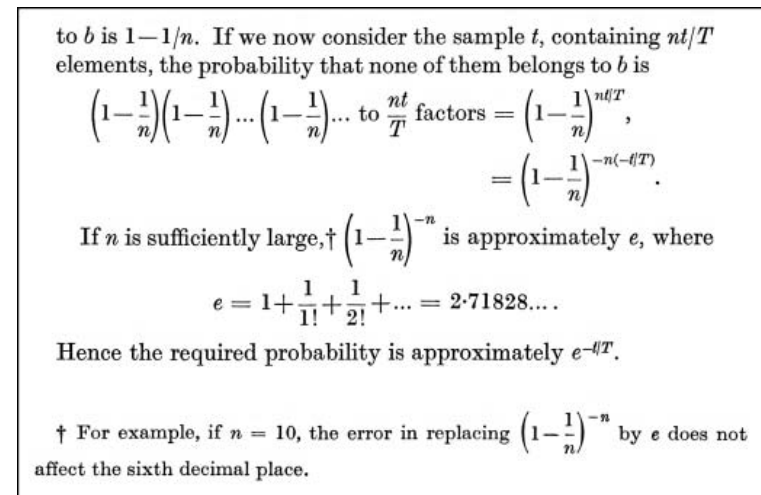 to b is 1—1/n. If we now consider the sample t, containing nt/T
elements, the probability that none of them belongs to b is
(1—1/n)(1—1/n)...(1—1/n)... to nt/T factors = (1—1/n)^{nt/T},
= (1—1/n)^{-n(-t/T)}.
If n is sufficiently large,† (1—1/n)^{-n} is approximately e, where
e = 1+1/1!+1/2!+... = 2·71828... .
Hence the required probability is approximately e^{-t/T}.
† For example, if n = 10, the error in replacing (1—1/n)^{-n} by e does not
affect the sixth decimal place.